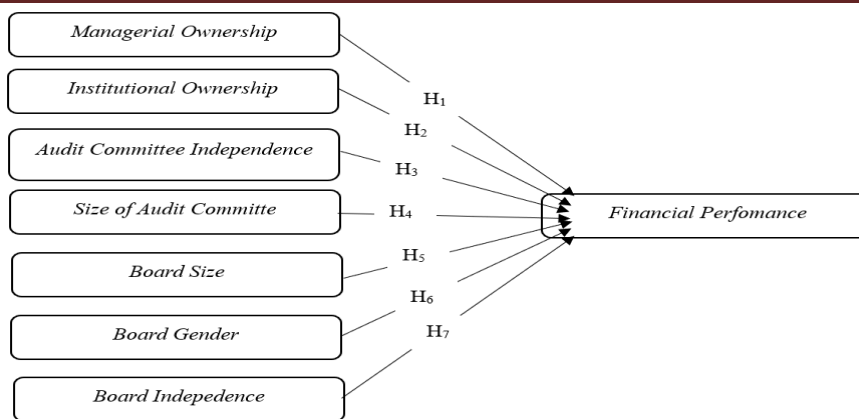 Managerial Ownership
H₁
Institutional Ownership
H₂
Audit Committee Independence
H₃
Size of Audit Committe
H₄
Financial Perfomance
Board Size
H₅
Board Gender
H₆
H₇
Board Indepedence